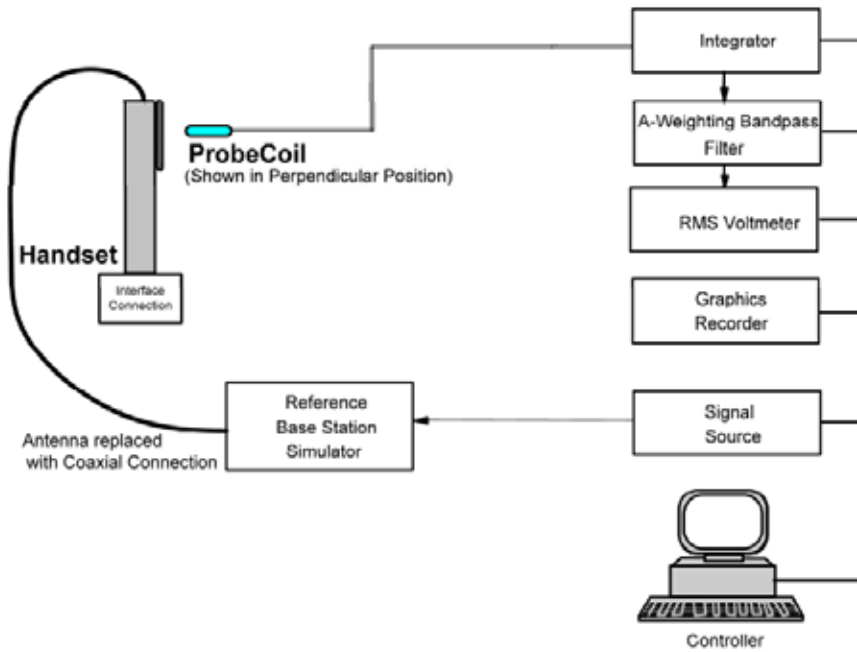 Integrator
A-Weighting Bandpass
Filter
ProbeCoil
(Shown in Perpendicular Position)
RMS Voltmeter
Handset
Interface
Connection
Graphics
Recorder
Reference
Base Station
Simulator
Signal
Source
Antenna replaced
with Coaxial Connection
Controller